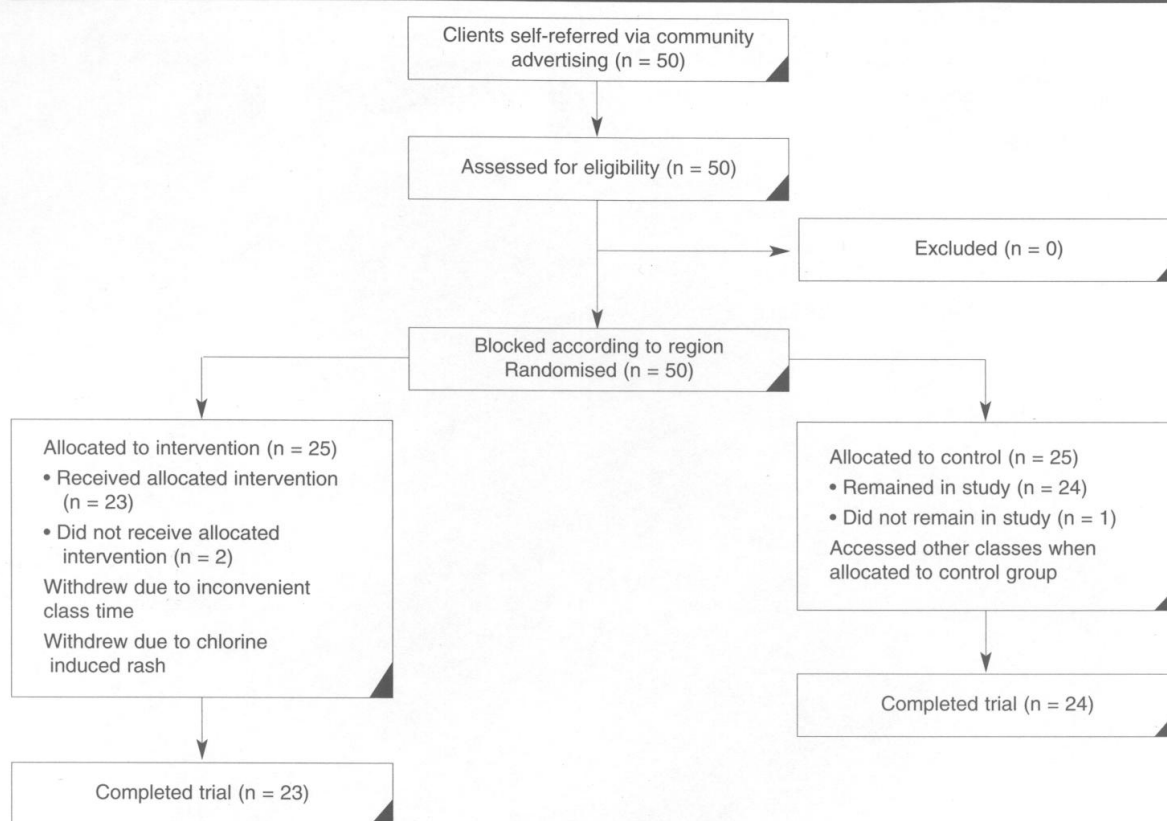 Clients self-referred via community
advertising (n = 50)
Assessed for eligibility (n = 50)
Excluded (n = 0)
Blocked according to region
Randomised (n = 50)
Allocated to intervention (n = 25)
• Received allocated intervention
(n = 23)
• Did not receive allocated
intervention (n = 2)
Withdrew due to inconvenient
class time
Withdrew due to chlorine
induced rash
Allocated to control (n = 25)
• Remained in study (n = 24)
• Did not remain in study (n = 1)
Accessed other classes when
allocated to control group
Completed trial (n = 24)
Completed trial (n = 23)